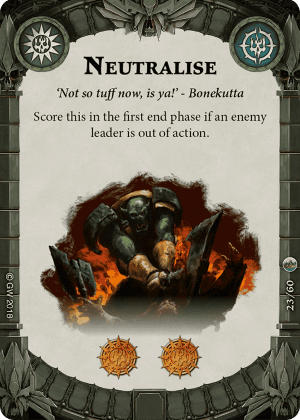 NEUTRALISE
‘Not so tuff now, is ya!’ - Bonekutta
Score this in the first end phase if an enemy
leader is out of action.
© GW 2018
23/60